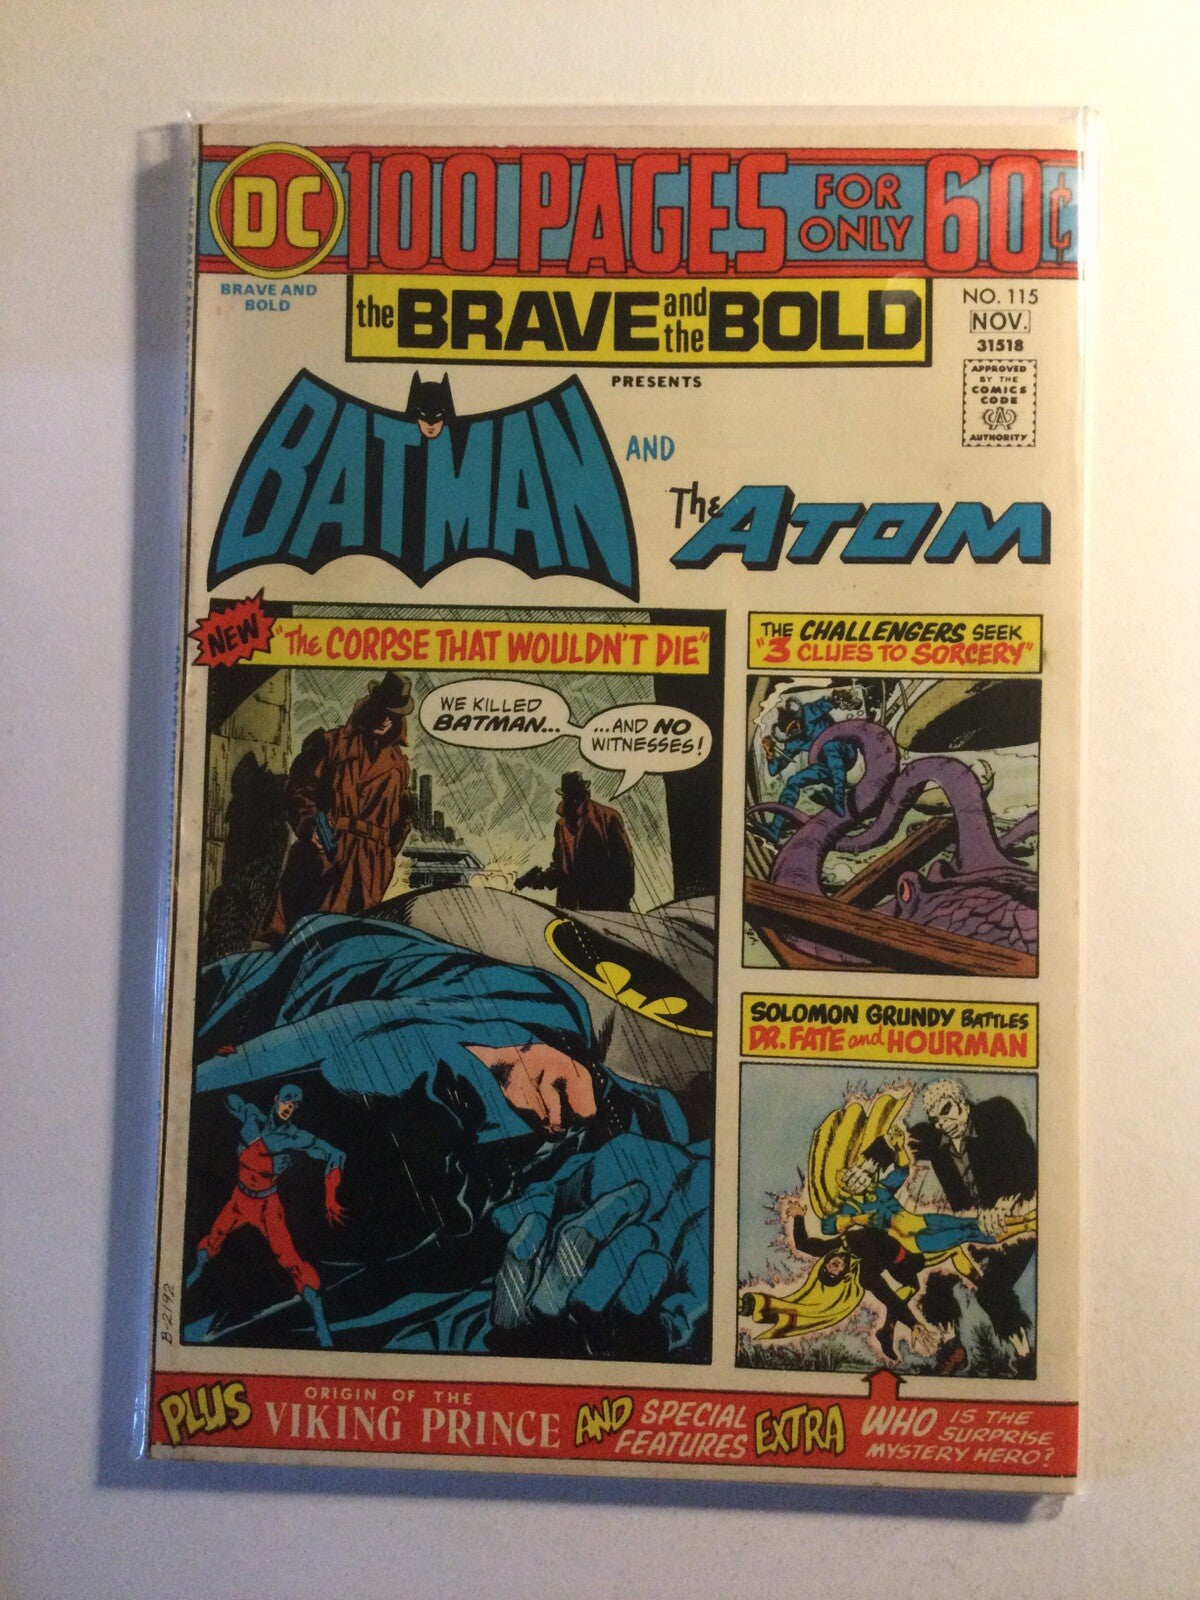 DC
100 PAGES FOR ONLY 60¢
BRAVE AND
BOLD
the BRAVE and the BOLD
NO. 115
NOV.
31518
APPROVED
BY THE
COMICS
CODE
AUTHORITY
PRESENTS
BATMAN
AND
The ATOM
NEW
"The CORPSE THAT WOULDN'T DIE"
WE KILLED
BATMAN...
...AND NO
WITNESSES!
THE CHALLENGERS SEEK
"3 CLUES TO SORCERY"
SOLOMON GRUNDY BATTLES
DR. FATE and HOURMAN
B-2192
PLUS
ORIGIN OF THE
VIKING PRINCE
AND
SPECIAL
FEATURES
EXTRA
WHO IS THE
SURPRISE
MYSTERY HERO?